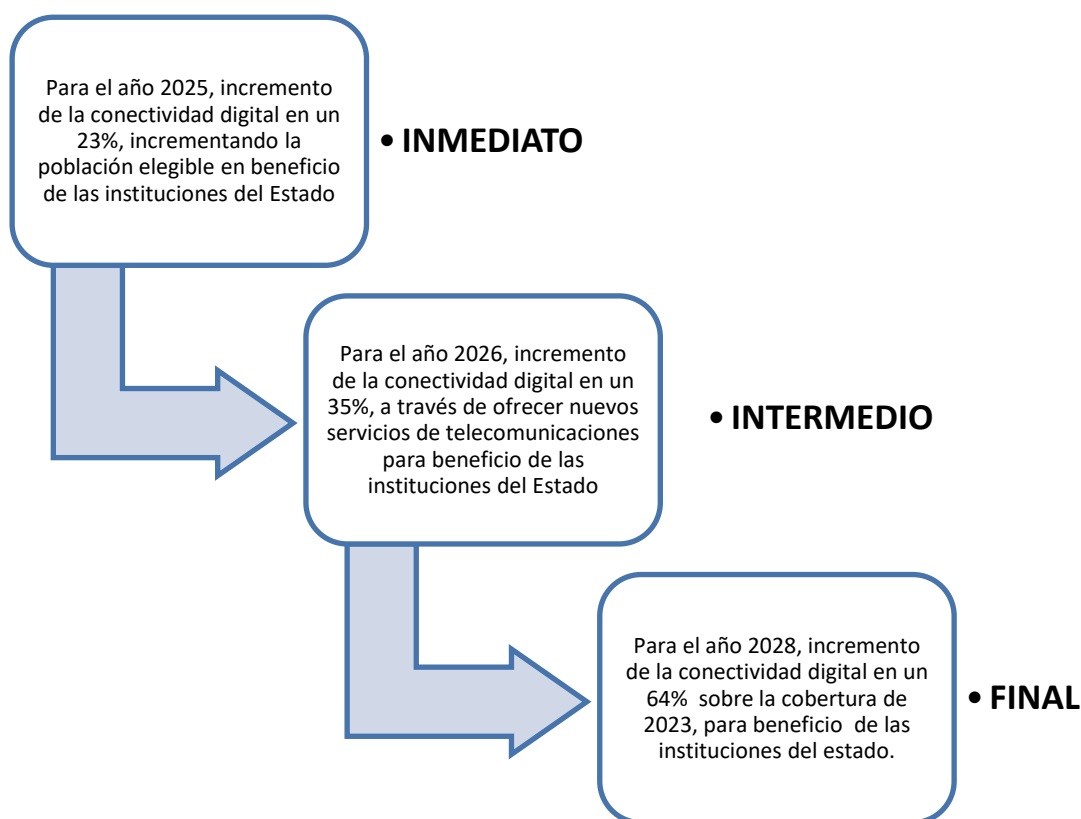 Para el año 2025, incremento
de la conectividad digital en un
23%, incrementando la
población elegible en beneficio
de las instituciones del Estado
• INMEDIATO
Para el año 2026, incremento
de la conectividad digital en un
35%, a través de ofrecer nuevos
servicios de telecomunicaciones
para beneficio de las
instituciones del Estado
• INTERMEDIO
Para el año 2028, incremento
de la conectividad digital en un
64% sobre la cobertura de
2023, para beneficio de las
instituciones del estado.
• FINAL